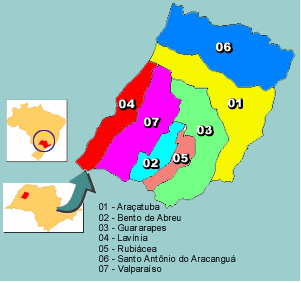 06
04
01
07
03
02
05
01 - Araçatuba
02 - Bento de Abreu
03 - Guararapes
04 - Lavínia
05 - Rubiácea
06 - Santo Antônio do Aracanguá
07 - Valparaíso